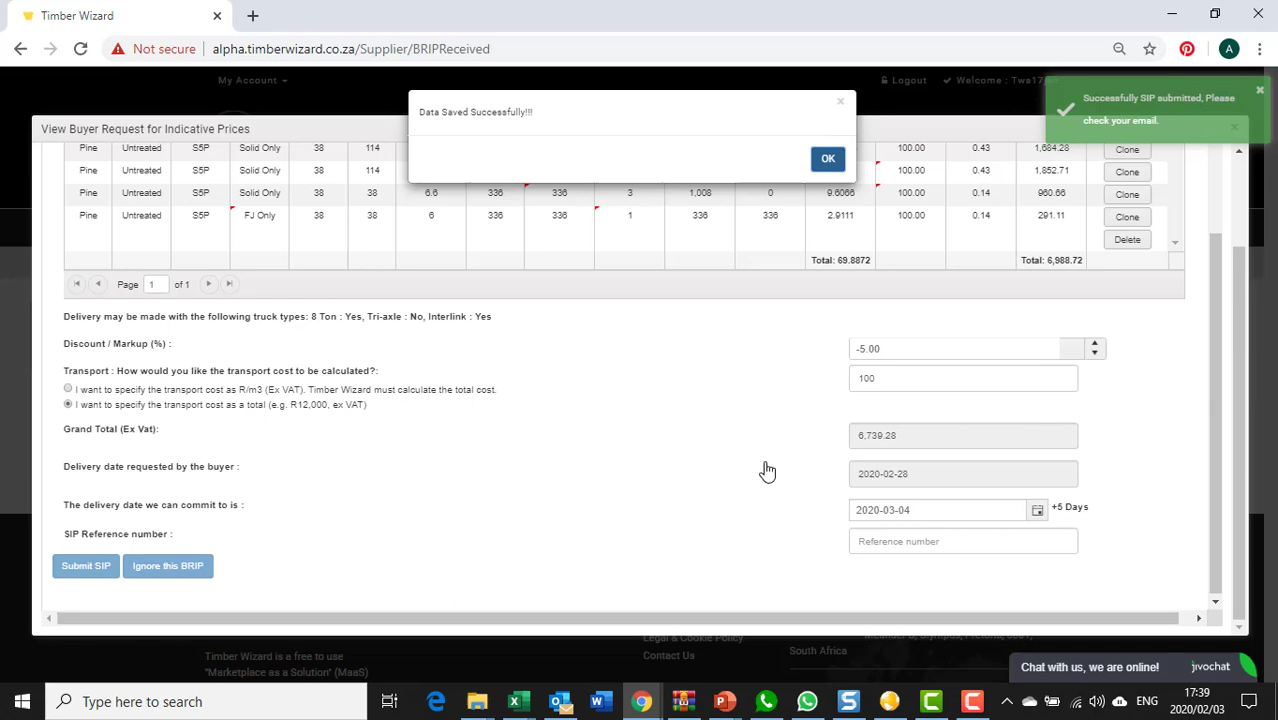 Timber Wizard
Not secure
alpha.timberwizard.co.za/Supplier/BRIPReceived
A
My Account
Logout
Welcome :
Successfully SIP submitted, Please
check your email.
Data Saved Successfully!!!
OK
View Buyer Request for Indicative Prices
Pine Untreated S5P Solid Only 38 114 100.00 0.43 1,684.28 Clone
Pine Untreated S5P Solid Only 38 114 100.00 0.43 1,852.71 Clone
Pine Untreated S5P Solid Only 38 38 6.6 336 336 3 1,008 0 9.6066 100.00 0.14 960.66 Clone
Pine Untreated S5P FJ Only 38 38 6 336 336 1 336 336 2.9111 100.00 0.14 291.11 Clone
Delete
Total: 69.8872 Total: 6,988.72
Page 1 of 1
Delivery may be made with the following truck types: 8 Ton : Yes, Tri-axle : No, Interlink : Yes
Discount / Markup (%) :
-5.00
Transport : How would you like the transport cost to be calculated?:
100
I want to specify the transport cost as R/m3 (Ex VAT). Timber Wizard must calculate the total cost.
I want to specify the transport cost as a total (e.g. R12,000, ex VAT)
Grand Total (Ex Vat):
6,739.28
Delivery date requested by the buyer :
2020-02-28
The delivery date we can commit to is :
2020-03-04
+5 Days
SIP Reference number :
Reference number
Submit SIP
Ignore this BRIP
Legal & Cookie Policy
Timber Wizard is a free to use
South Africa
"Marketplace as a Solution" (MaaS)
Contact Us
Chat with us, we are online!
jivochat
Type here to search
ENG
17:39
2020/02/03